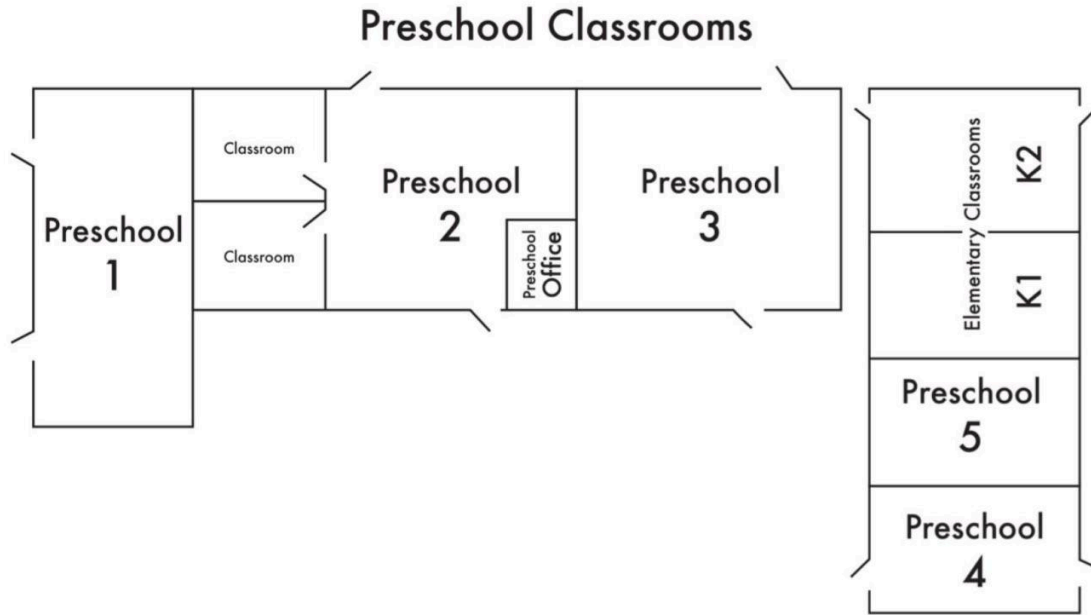 Preschool Classrooms
Preschool
1
Classroom
Classroom
Preschool
2
Preschool
Office
Preschool
3
Elementary Classrooms
K2
K1
Preschool
5
Preschool
4